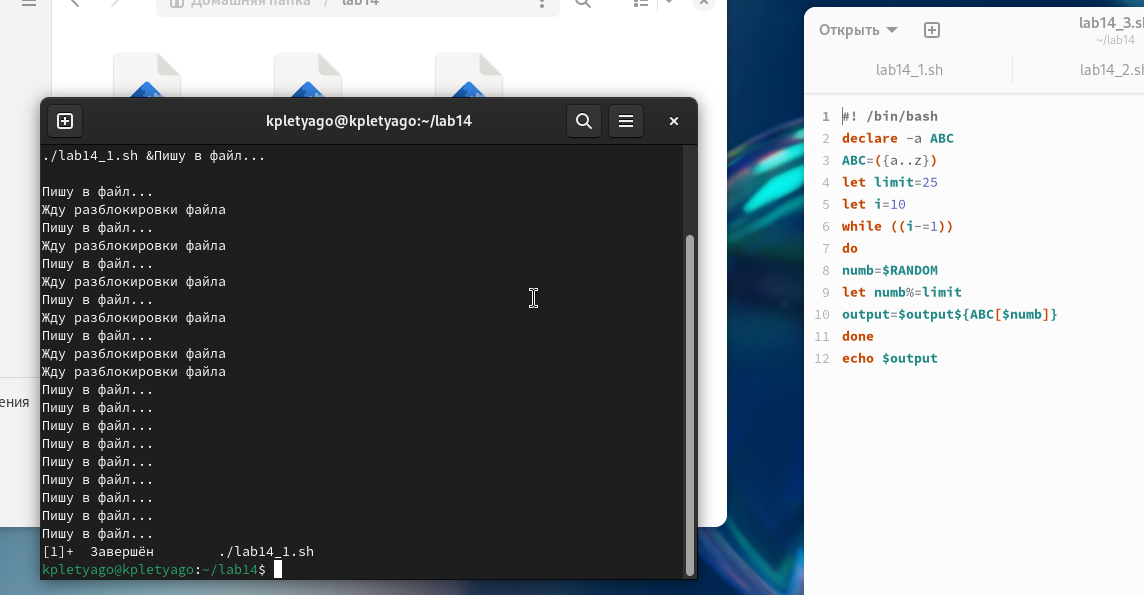 Домашняя папка / lab14
ения
kpletyago@kpletyago:~/lab14
./lab14_1.sh &Пишу в файл...
Пишу в файл...
Жду разблокировки файла
Пишу в файл...
Жду разблокировки файла
Пишу в файл...
Жду разблокировки файла
Пишу в файл...
Жду разблокировки файла
Пишу в файл...
Жду разблокировки файла
Жду разблокировки файла
Пишу в файл...
Пишу в файл...
Пишу в файл...
Пишу в файл...
Пишу в файл...
Пишу в файл...
Пишу в файл...
Пишу в файл...
Пишу в файл...
[1]+  Завершён        ./lab14_1.sh
kpletyago@kpletyago:~/lab14$
Открыть
lab14_3.sh
~/lab14
lab14_1.sh
lab14_2.sh
1 #! /bin/bash
2 declare -a ABC
3 ABC=({a..z})
4 let limit=25
5 let i=10
6 while ((i-=1))
7 do
8 numb=$RANDOM
9 let numb%=limit
10 output=$output${ABC[$numb]}
11 done
12 echo $output